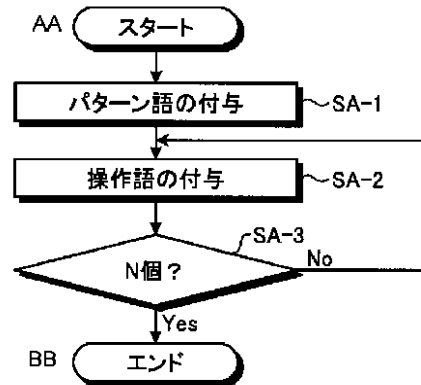 AA スタート
パターン語の付与 SA-1
操作語の付与 SA-2
SA-3
N個？ No
Yes
BB エンド